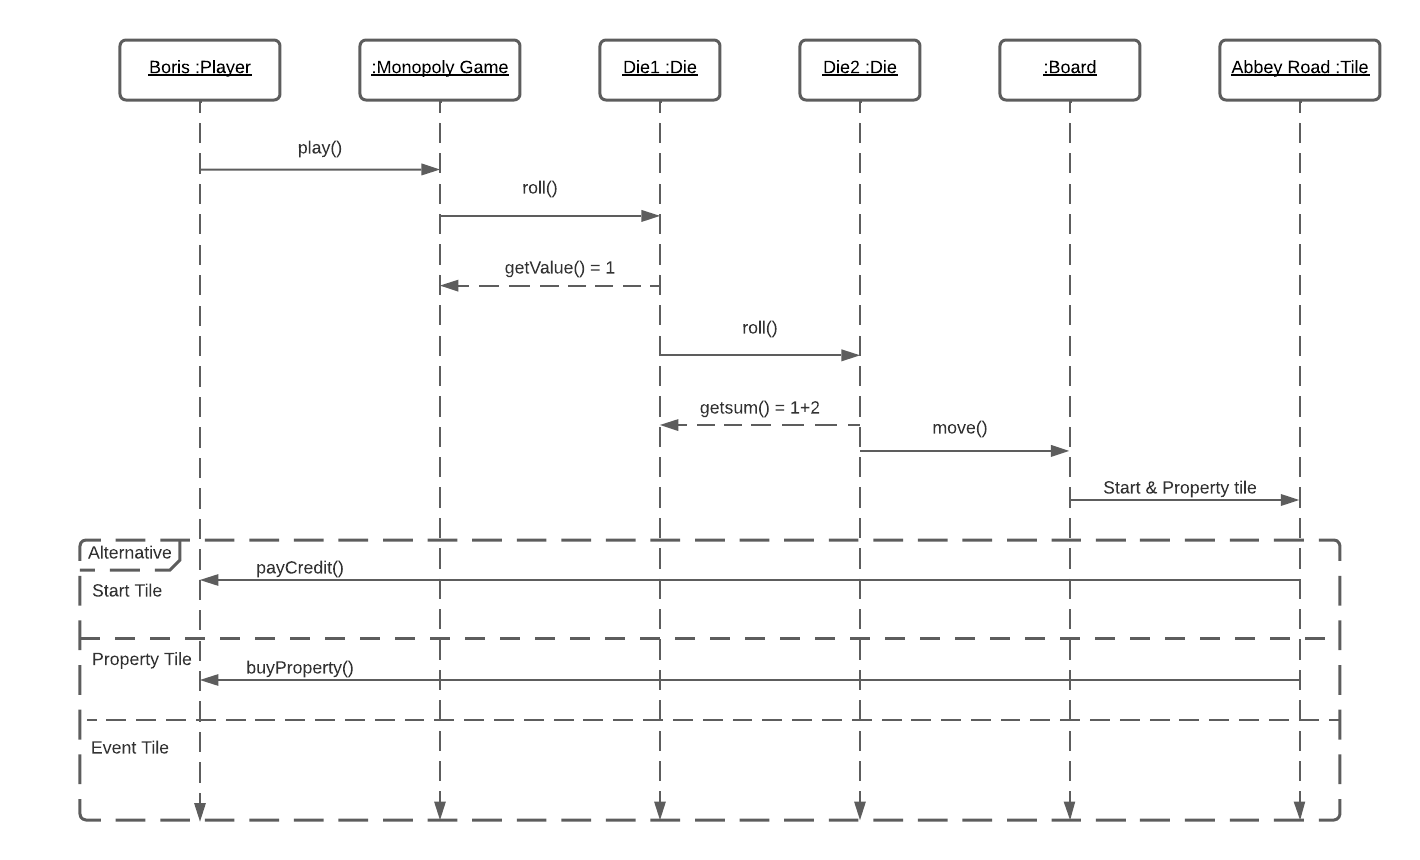 Boris :Player
:Monopoly Game
Die1 :Die
Die2 :Die
:Board
Abbey Road :Tile
play()
roll()
getValue() = 1
roll()
getsum() = 1+2
move()
Start & Property tile
Alternative
payCredit()
Start Tile
Property Tile
buyProperty()
Event Tile